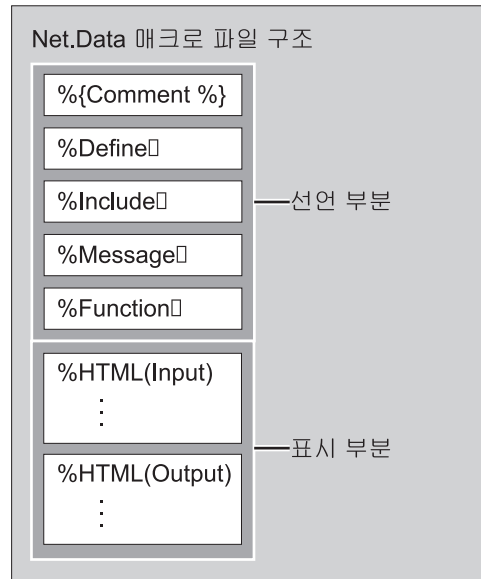 Net.Data 매크로 파일 구조
%{Comment %}
%Define▯
%Include▯
선언 부분
%Message▯
%Function▯
%HTML(Input)
⋮
표시 부분
%HTML(Output)
⋮